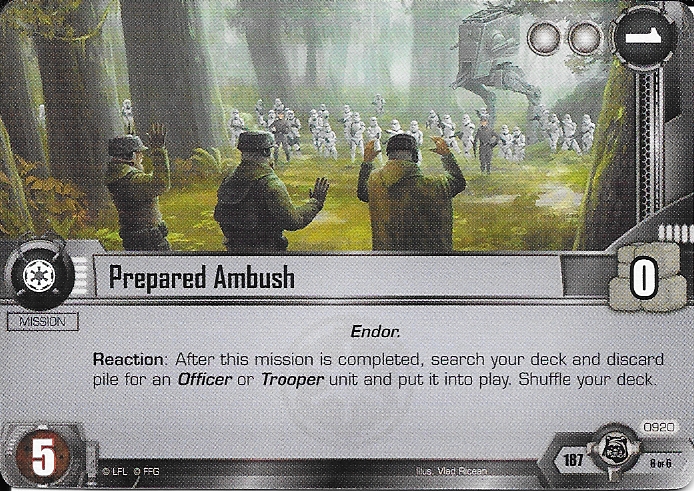 1
Prepared Ambush
0
MISSION
Endor.
Reaction: After this mission is completed, search your deck and discard
pile for an Officer or Trooper unit and put it into play. Shuffle your deck.
5
© LFL © FFG
Illus. Vlad Ricean
0920
187
6 of 6